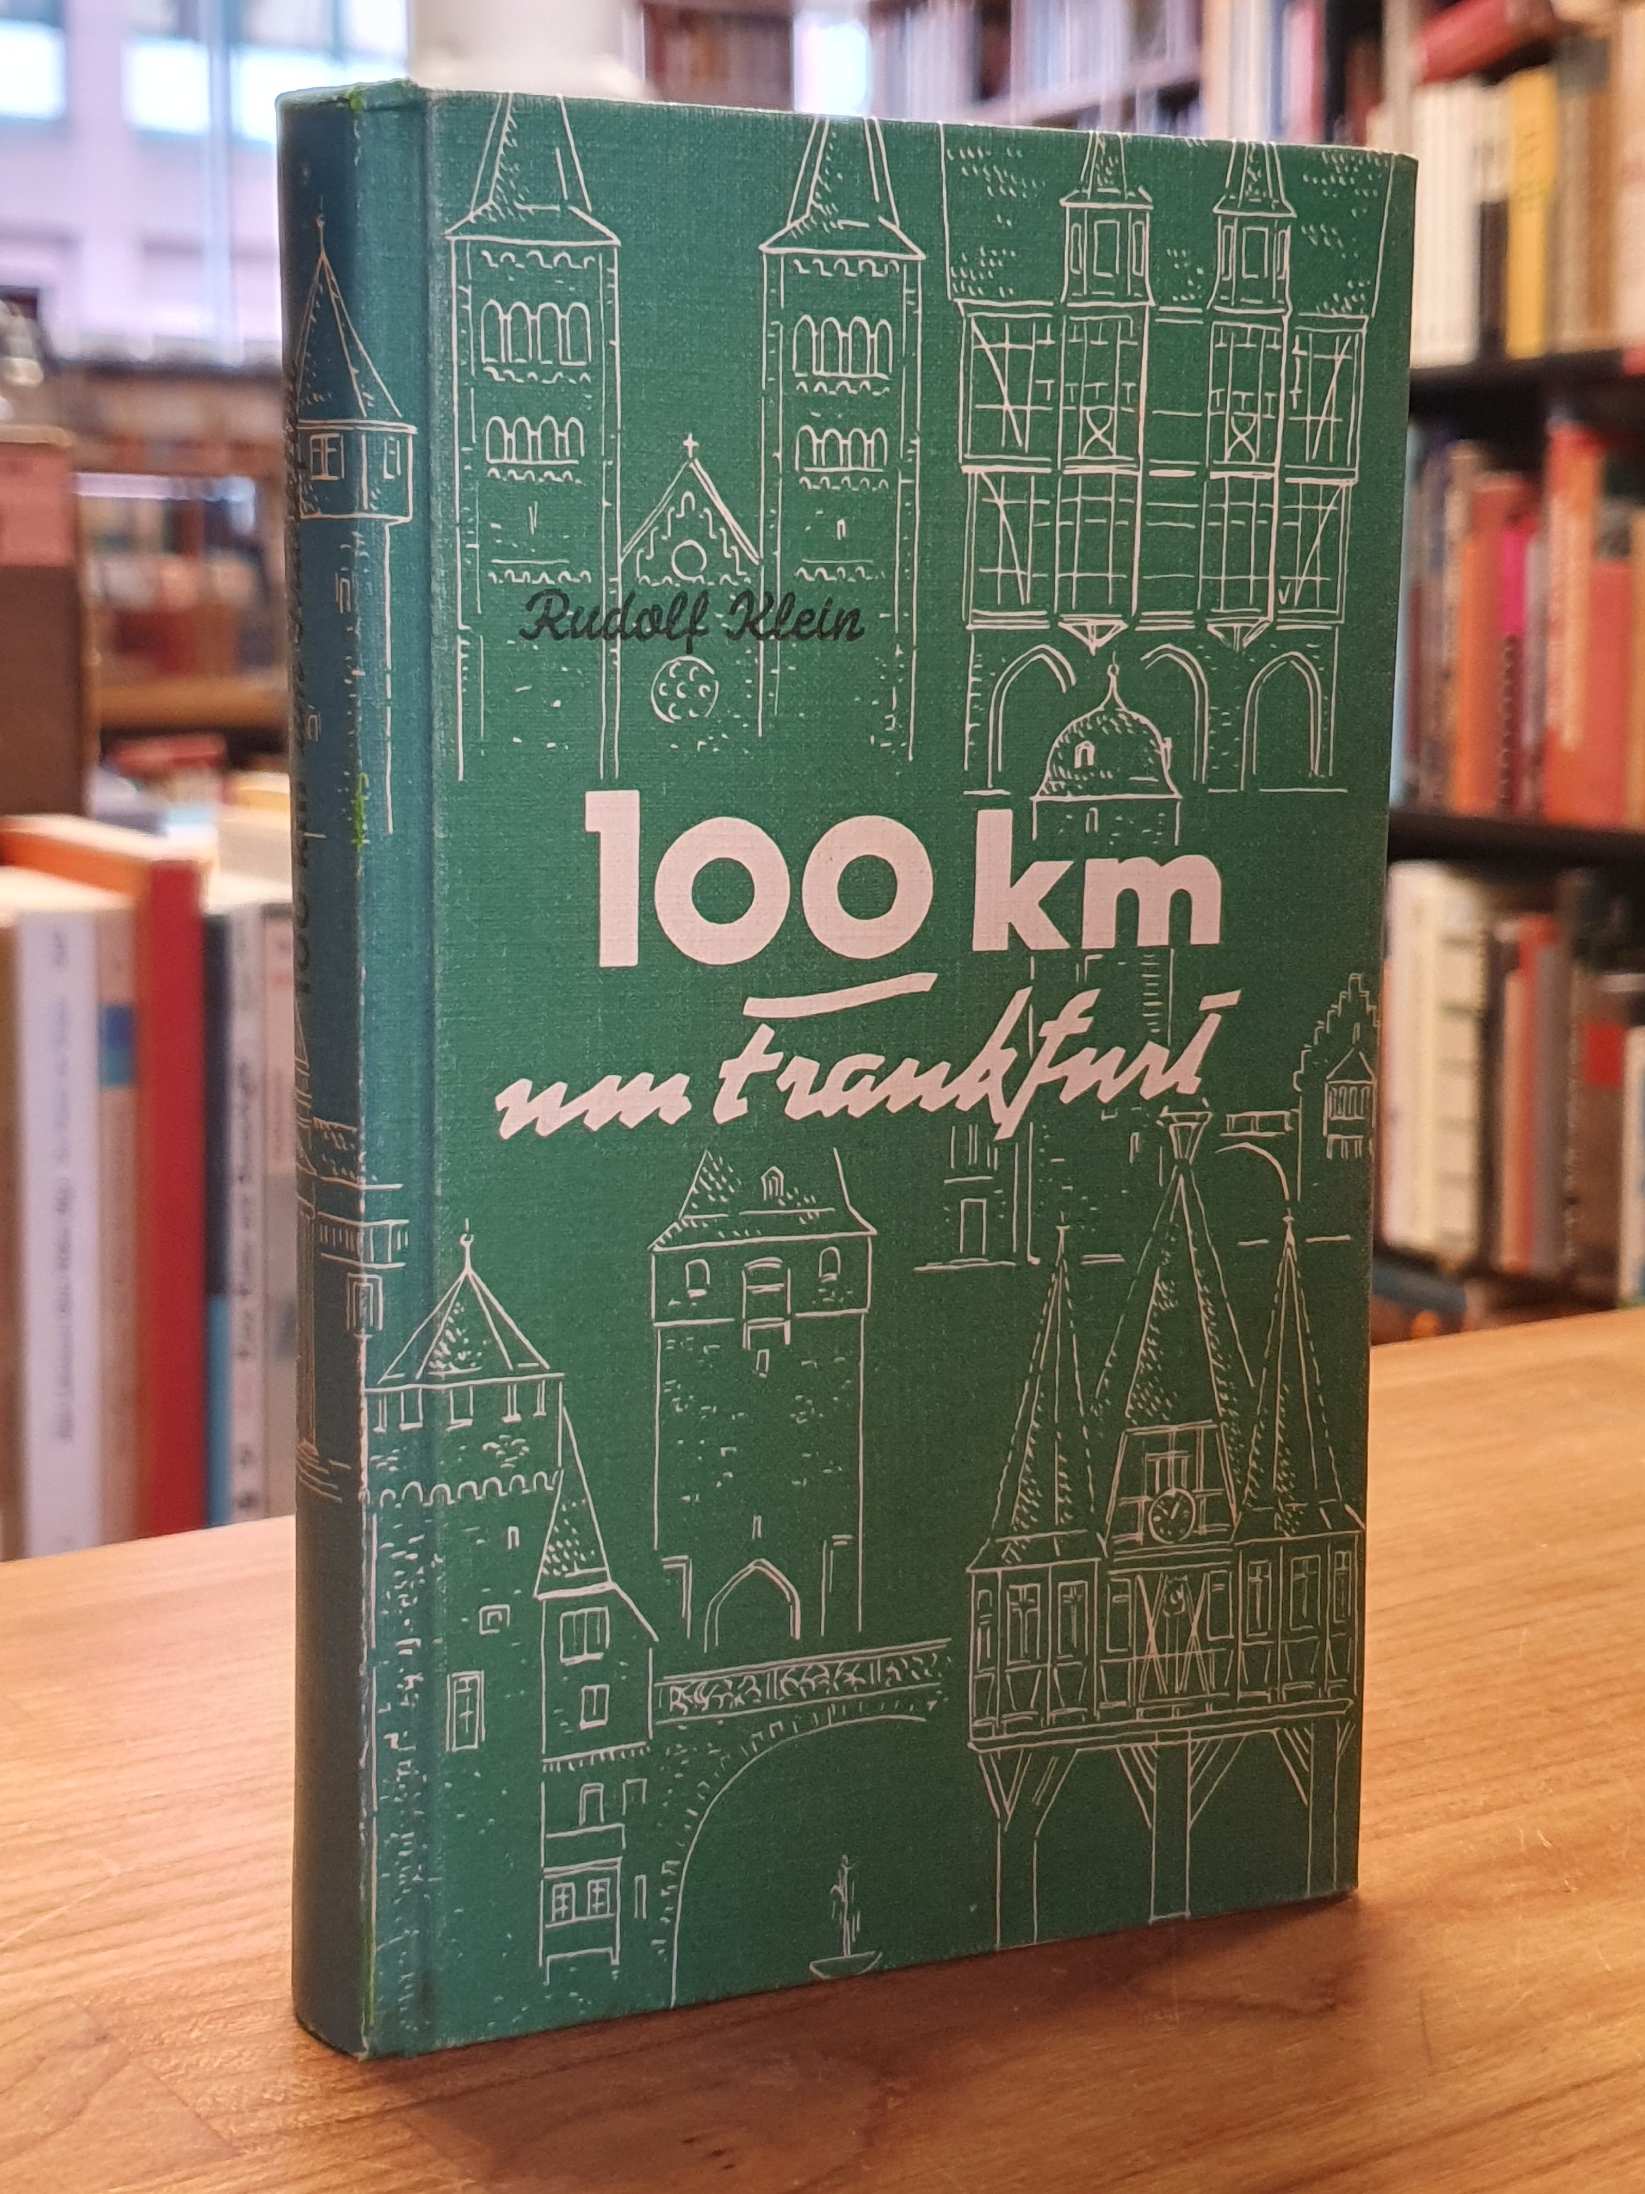 Rudolf Klein
100 km
um Frankfurt